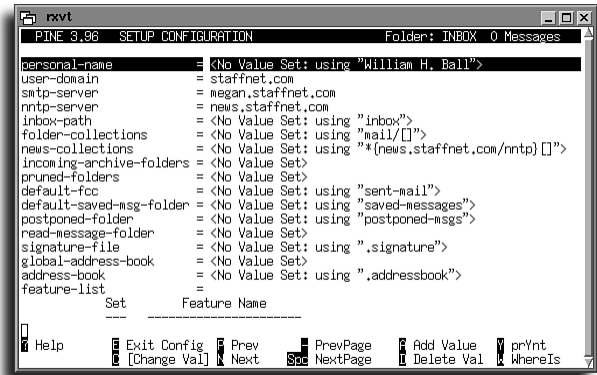 rxvt
PINE 3.96 SETUP CONFIGURATION Folder: INBOX 0 Messages
personal-name = <No Value Set: using "William H. Ball">
user-domain = staffnet.com
smtp-server = megan.staffnet.com
nntp-server = news.staffnet.com
inbox-path = <No Value Set: using "inbox">
folder-collections = <No Value Set: using "mail/[]">
news-collections = <No Value Set: using "*{news.staffnet.com/nntp}[]">
incoming-archive-folders = <No Value Set>
pruned-folders = <No Value Set>
default-fcc = <No Value Set: using "sent-mail">
default-saved-msg-folder = <No Value Set: using "saved-messages">
postponed-folder = <No Value Set: using "postponed-msgs">
read-message-folder = <No Value Set>
signature-file = <No Value Set: using ".signature">
global-address-book = <No Value Set>
address-book = <No Value Set: using ".addressbook">
feature-list =
Set Feature Name
--- ----------------------
? Help E Exit Config P Prev - PrevPage A Add Value Y prYnt
C [Change Val] N Next Spc NextPage D Delete Val W WhereIs